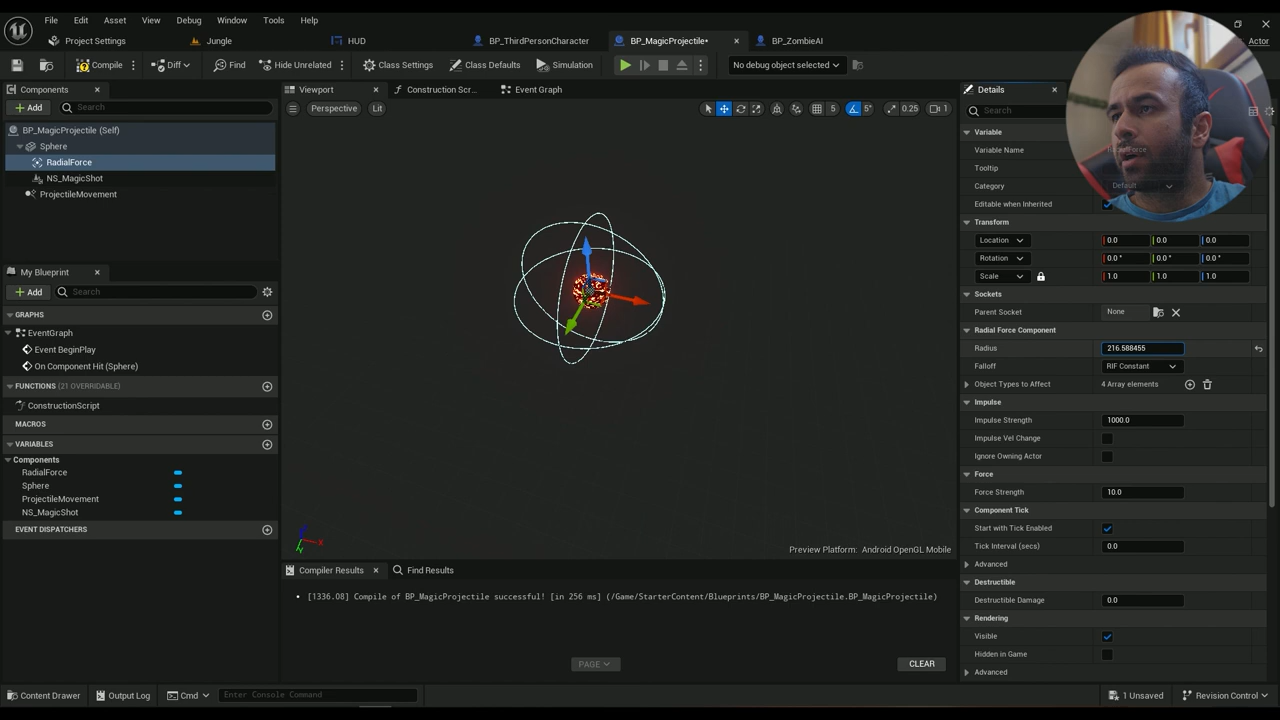 File Edit Asset View Debug Window Tools Help
Project Settings Jungle HUD BP_ThirdPersonCharacter BP_MagicProjectile• BP_ZombieAI Actor
Compile Diff Find Hide Unrelated Class Settings Class Defaults Simulation No debug object selected
Components
Add Search
BP_MagicProjectile (Self)
Sphere
RadialForce
NS_MagicShot
ProjectileMovement
My Blueprint
Add Search
GRAPHS
EventGraph
Event BeginPlay
On Component Hit (Sphere)
FUNCTIONS (21 OVERRIDABLE)
ConstructionScript
MACROS
VARIABLES
Components
RadialForce
Sphere
ProjectileMovement
NS_MagicShot
EVENT DISPATCHERS
Viewport Construction Scr... Event Graph
Perspective Lit 5 5° 0.25 1
Z X Y
Preview Platform: Android OpenGL Mobile
Compiler Results Find Results
[1336.08] Compile of BP_MagicProjectile successful! [in 256 ms] (/Game/StarterContent/Blueprints/BP_MagicProjectile.BP_MagicProjectile)
PAGE CLEAR
Details
Search
Variable
Variable Name RadialForce
Tooltip
Category Default
Editable when Inherited
Transform
Location 0.0 0.0 0.0
Rotation 0.0 ° 0.0 ° 0.0 °
Scale 1.0 1.0 1.0
Sockets
Parent Socket None
Radial Force Component
Radius 216.588455
Falloff RIF Constant
Object Types to Affect 4 Array elements
Impulse
Impulse Strength 1000.0
Impulse Vel Change
Ignore Owning Actor
Force
Force Strength 10.0
Component Tick
Start with Tick Enabled
Tick Interval (secs) 0.0
Advanced
Destructible
Destructible Damage 0.0
Rendering
Visible
Hidden in Game
Advanced
Content Drawer Output Log Cmd Enter Console Command 1 Unsaved Revision Control